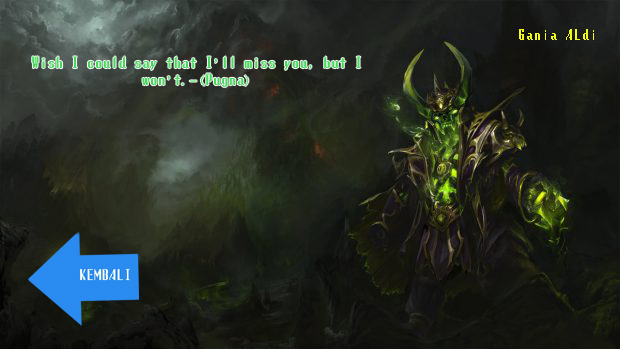 Gania ALdi
Wish I could say that I'll miss you, but I
won't.-(Pugna)
KEMBALI